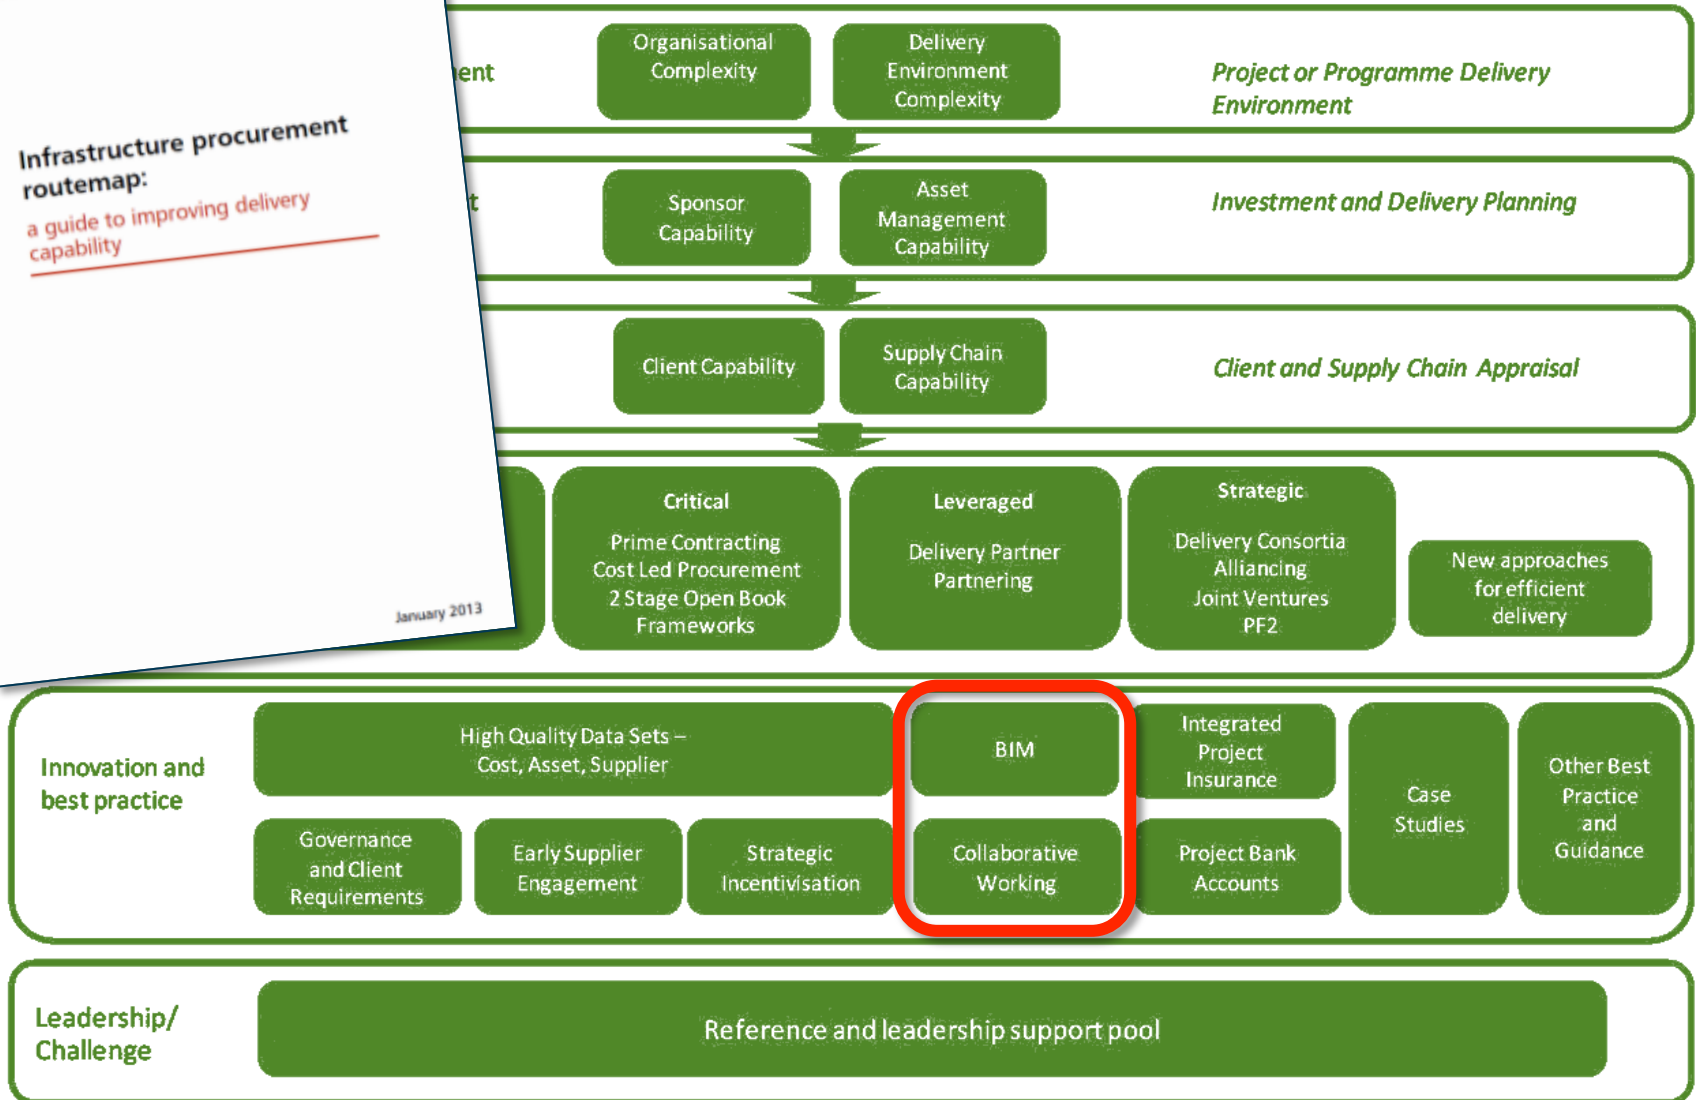 Infrastructure procurement
routemap:
a guide to improving delivery
capability
January 2013
Organisational
Complexity
Delivery
Environment
Complexity
Project or Programme Delivery
Environment
Sponsor
Capability
Asset
Management
Capability
Investment and Delivery Planning
Client Capability
Supply Chain
Capability
Client and Supply Chain Appraisal
Critical
Prime Contracting
Cost Led Procurement
2 Stage Open Book
Frameworks
Leveraged
Delivery Partner
Partnering
Strategic
Delivery Consortia
Alliancing
Joint Ventures
PF2
New approaches
for efficient
delivery
Innovation and
best practice
High Quality Data Sets –
Cost, Asset, Supplier
BIM
Integrated
Project
Insurance
Case
Studies
Other Best
Practice
and
Guidance
Governance
and Client
Requirements
Early Supplier
Engagement
Strategic
Incentivisation
Collaborative
Working
Project Bank
Accounts
Leadership/
Challenge
Reference and leadership support pool